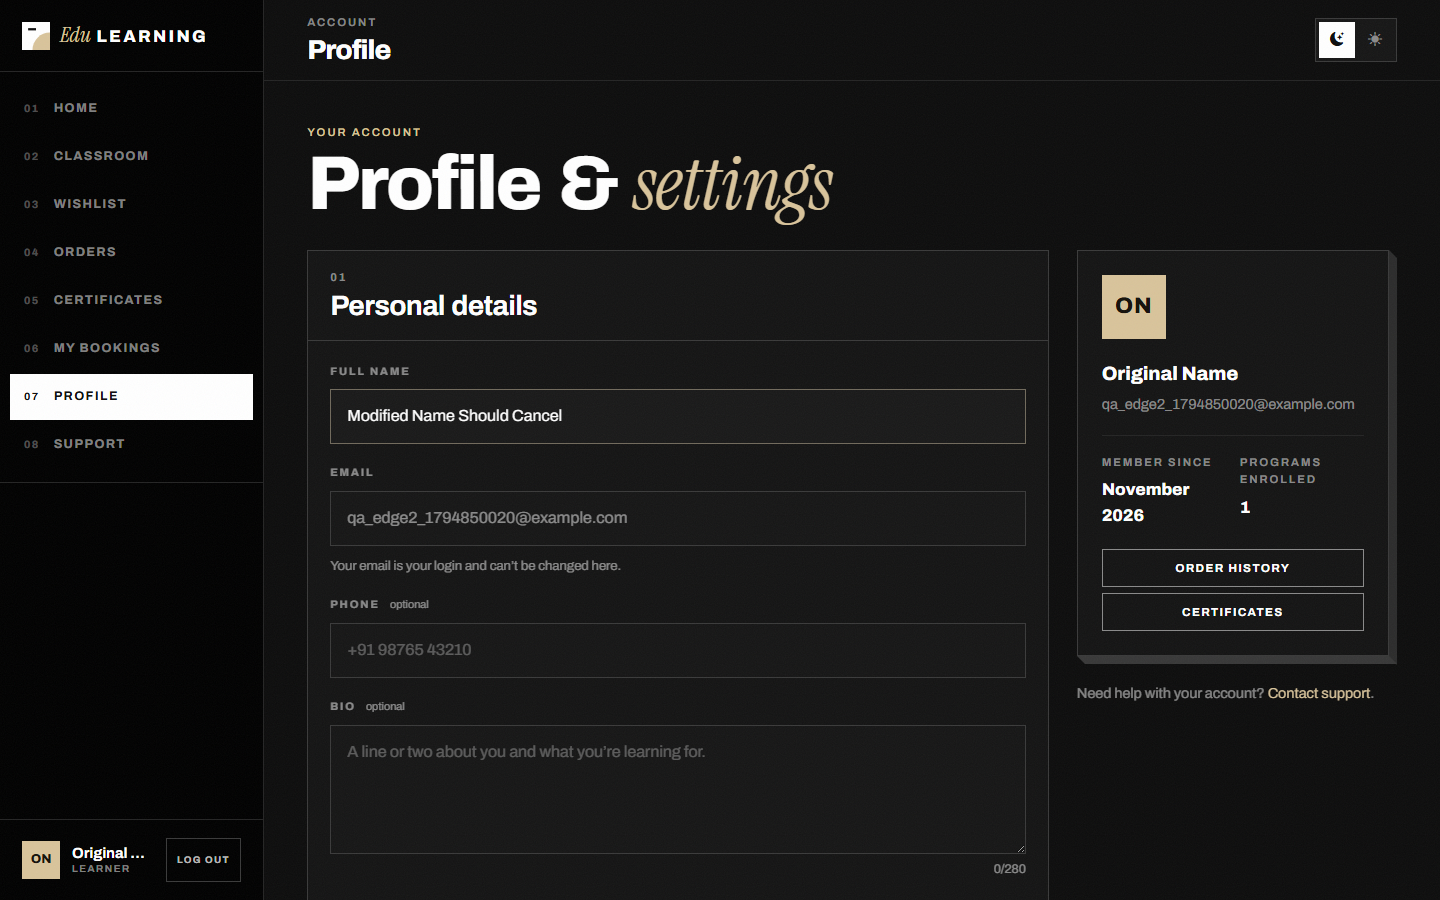 Edu LEARNING
01 HOME
02 CLASSROOM
03 WISHLIST
04 ORDERS
05 CERTIFICATES
06 MY BOOKINGS
07 PROFILE
08 SUPPORT
ON
Original ...
LEARNER
LOG OUT
ACCOUNT
Profile
YOUR ACCOUNT
Profile & settings
01
Personal details
FULL NAME
Modified Name Should Cancel
EMAIL
qa_edge2_1794850020@example.com
Your email is your login and can't be changed here.
PHONE optional
+91 98765 43210
BIO optional
A line or two about you and what you're learning for.
0/280
ON
Original Name
qa_edge2_1794850020@example.com
MEMBER SINCE
November
2026
PROGRAMS
ENROLLED
1
ORDER HISTORY
CERTIFICATES
Need help with your account? Contact support.